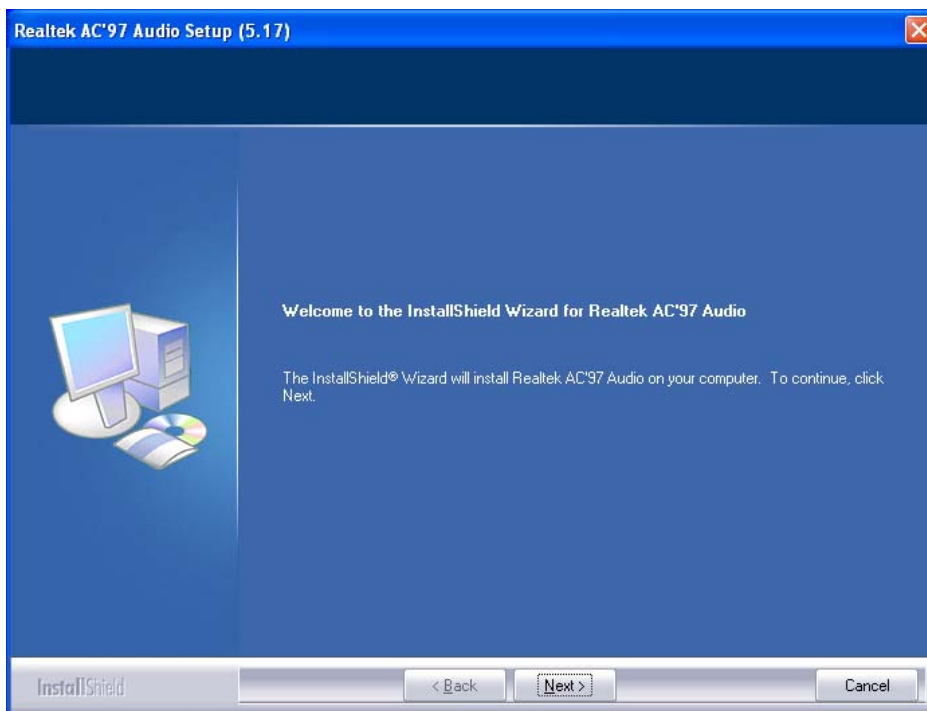 Realtek AC'97 Audio Setup (5.17)
Welcome to the InstallShield Wizard for Realtek AC'97 Audio
The InstallShield® Wizard will install Realtek AC'97 Audio on your computer. To continue, click
Next.
InstallShield
< Back
Next >
Cancel